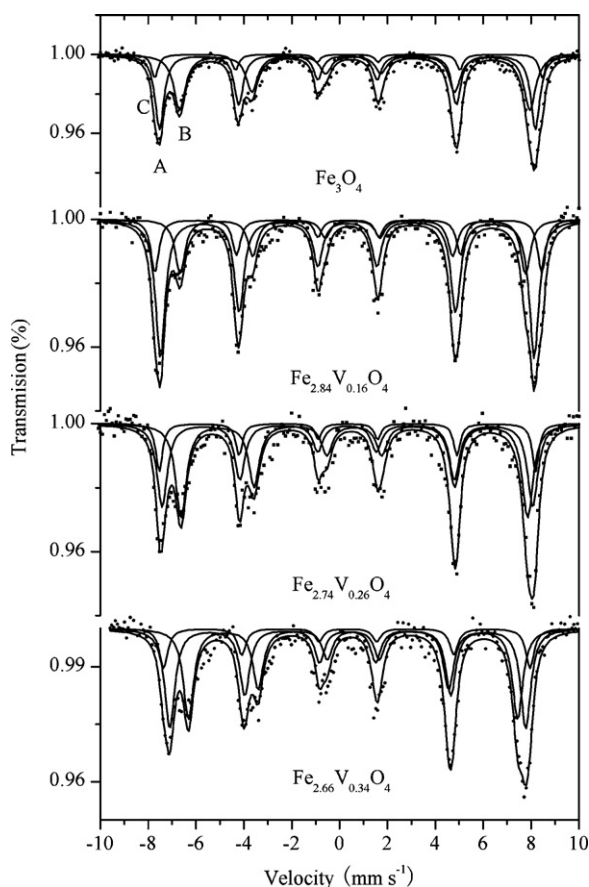 1.00
C
B
0.96
A
Fe3O4
1.00
0.96
Fe2.84V0.16O4
Transmision (%)
1.00
0.96
Fe2.74V0.26O4
0.99
0.96
Fe2.66V0.34O4
-10 -8 -6 -4 -2 0 2 4 6 8 10
Velocity (mm s-1)